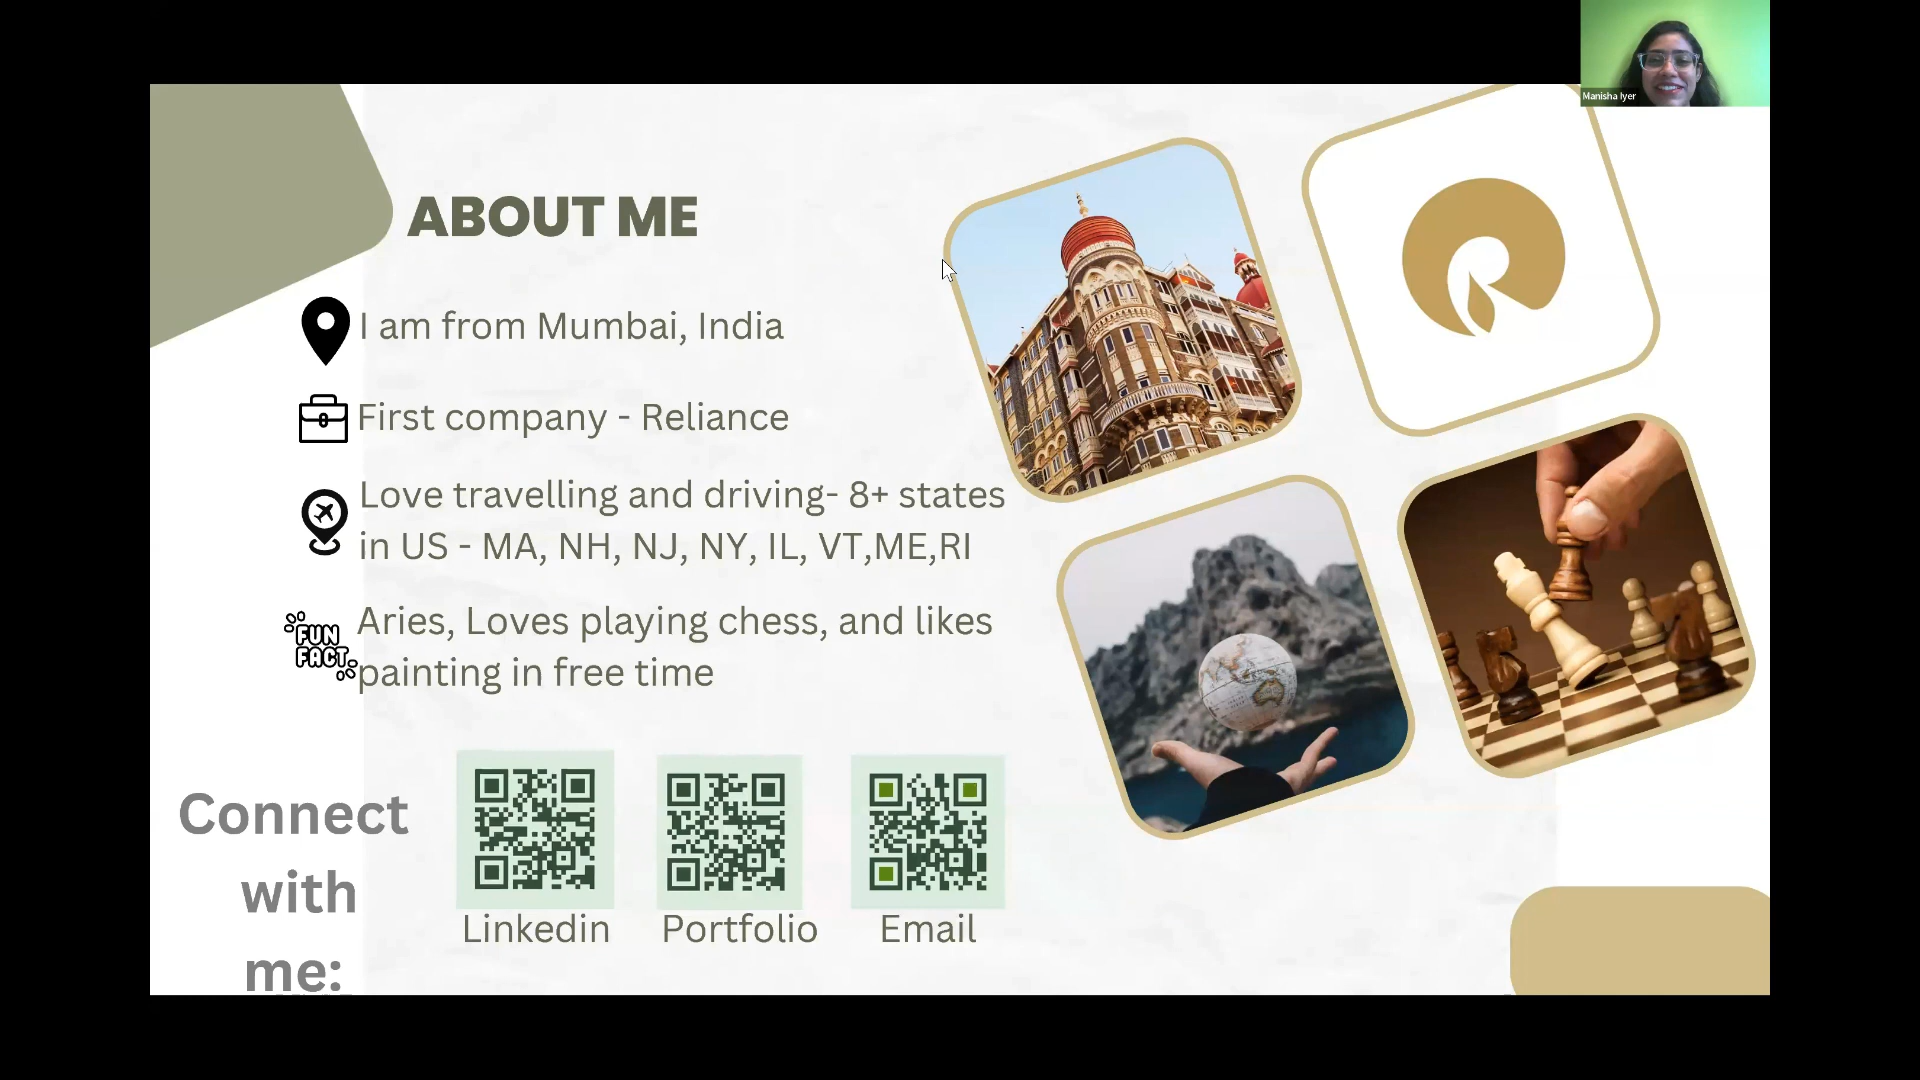 Manisha Iyer
ABOUT ME
I am from Mumbai, India
First company - Reliance
Love travelling and driving- 8+ states
in US - MA, NH, NJ, NY, IL, VT,ME,RI
FUN
FACT
Aries, Loves playing chess, and likes
painting in free time
Connect
with
me:
Linkedin
Portfolio
Email